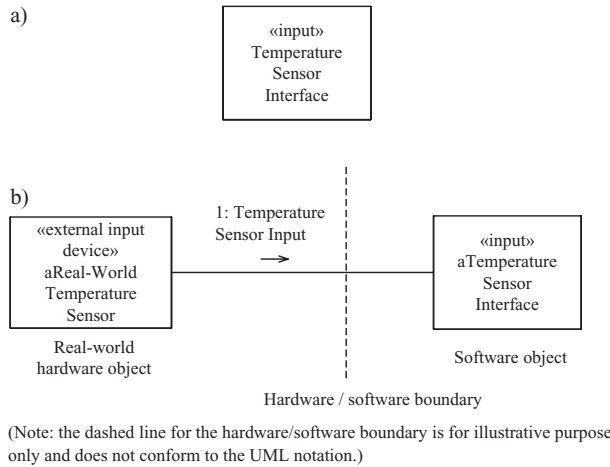 a)
«input»
Temperature
Sensor
Interface
b)
«external input
device»
aReal-World
Temperature
Sensor
1: Temperature
Sensor Input
«input»
aTemperature
Sensor
Interface
Real-world
hardware object
Software object
Hardware / software boundary
(Note: the dashed line for the hardware/software boundary is for illustrative purposes
only and does not conform to the UML notation.)